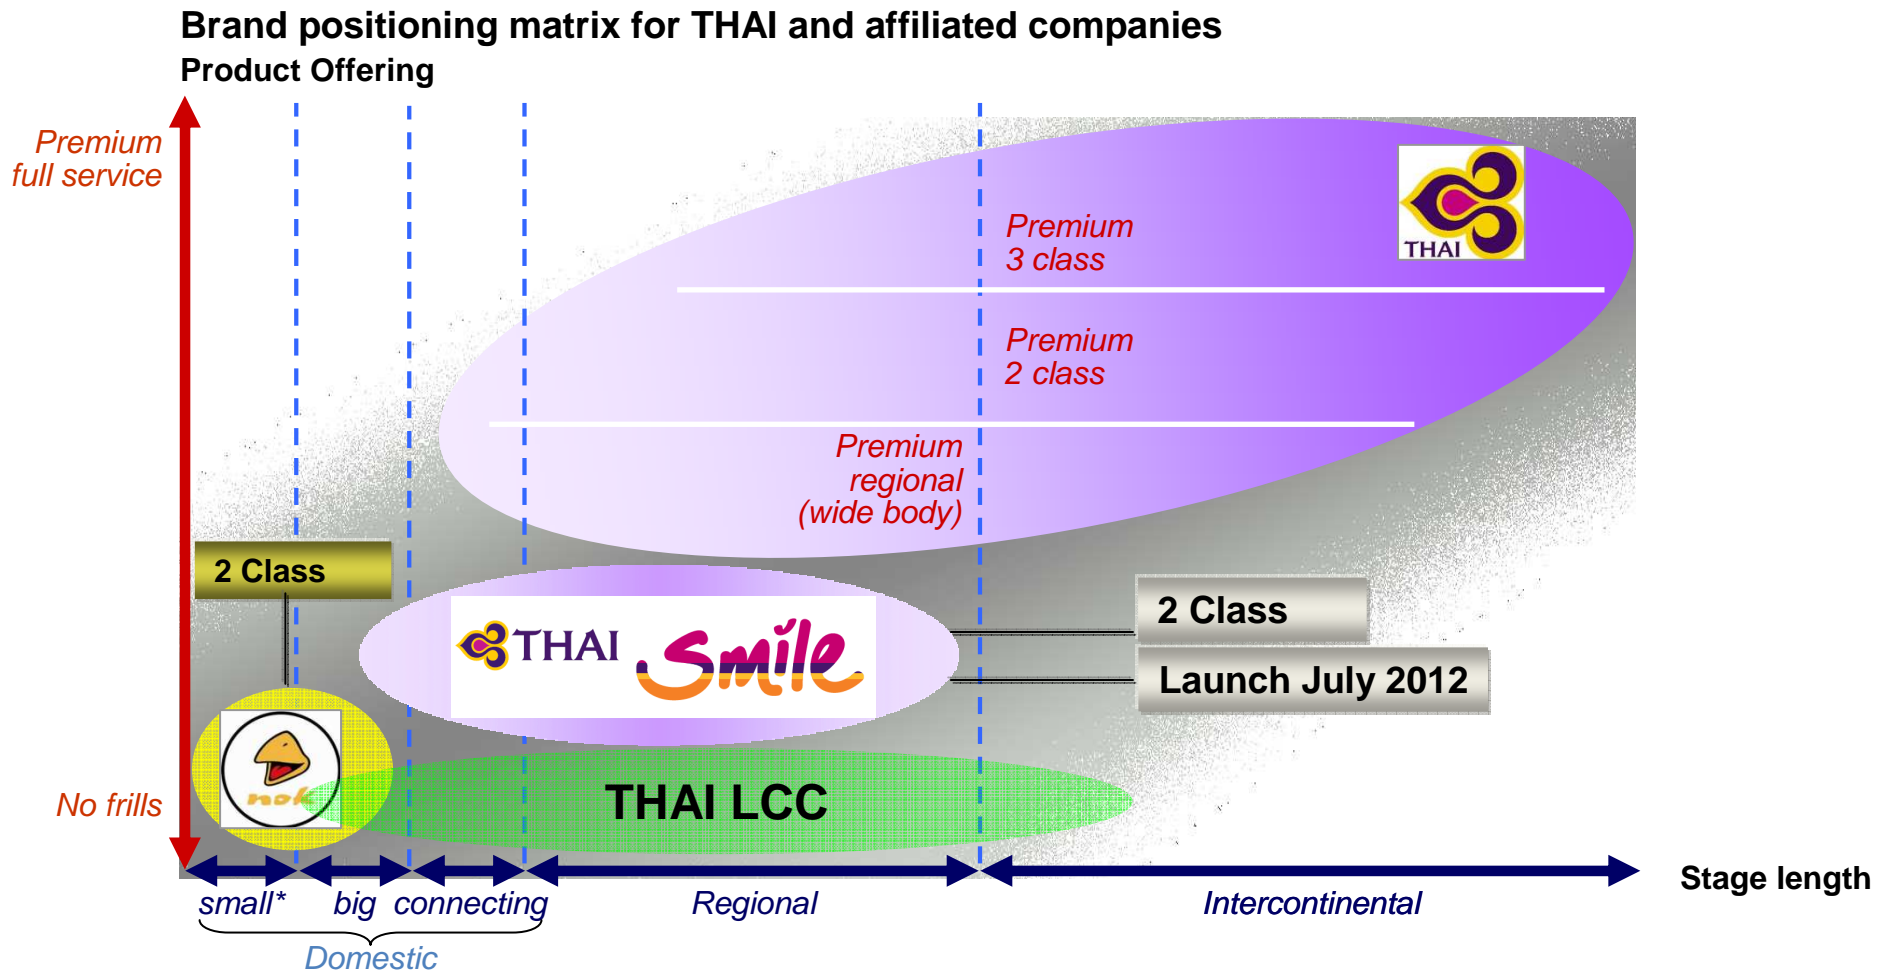 Brand positioning matrix for THAI and affiliated companies
Product Offering
Premium
full service
THAI
Premium
3 class
Premium
2 class
Premium
regional
(wide body)
2 Class
THAI Smile
2 Class
Launch July 2012
nok
THAI LCC
No frills
small* big connecting Regional Intercontinental
Stage length
Domestic